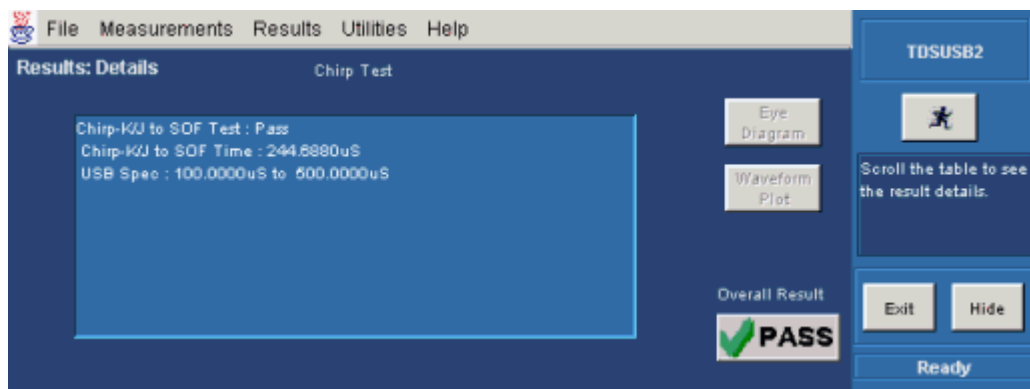 File Measurements Results Utilities Help
Results: Details
Chirp Test
Chirp-K/J to SOF Test : Pass
Chirp-K/J to SOF Time : 244.6880uS
USB Spec : 100.0000uS to 500.0000uS
Eye
Diagram
Waveform
Plot
Overall Result
PASS
TDSUSB2
Scroll the table to see
the result details.
Exit
Hide
Ready